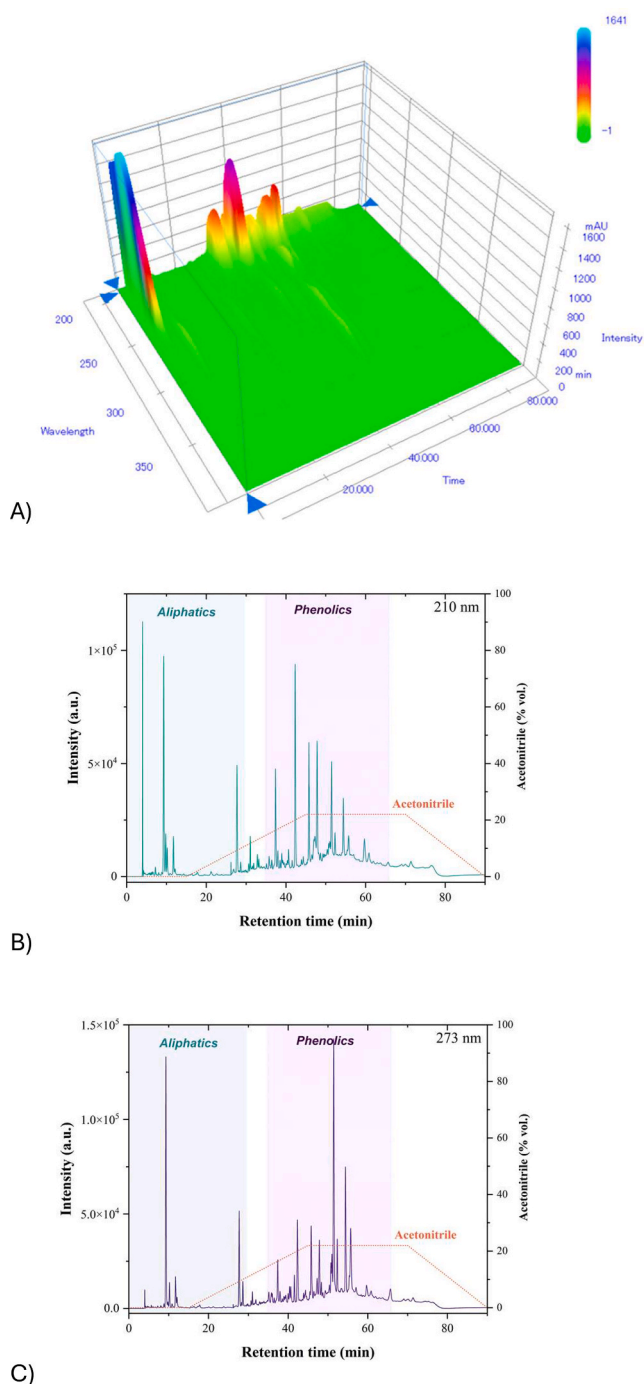 1641
-1
mAU
1600
1400
1200
1000
800
600
400
200
0
Intensity
min
200
250
300
350
Wavelength
20.000
40.000
60.000
80.000
Time
A)
Aliphatics
Phenolics
210 nm
1×10⁵
5×10⁴
0
Intensity (a.u.)
100
80
60
40
20
0
Acetonitrile (% vol.)
Acetonitrile
0 20 40 60 80
Retention time (min)
B)
Aliphatics
Phenolics
273 nm
1.5×10⁵
1.0×10⁵
5.0×10⁴
0.0
Intensity (a.u.)
100
80
60
40
20
0
Acetonitrile (% vol.)
Acetonitrile
0 20 40 60 80
Retention time (min)
C)